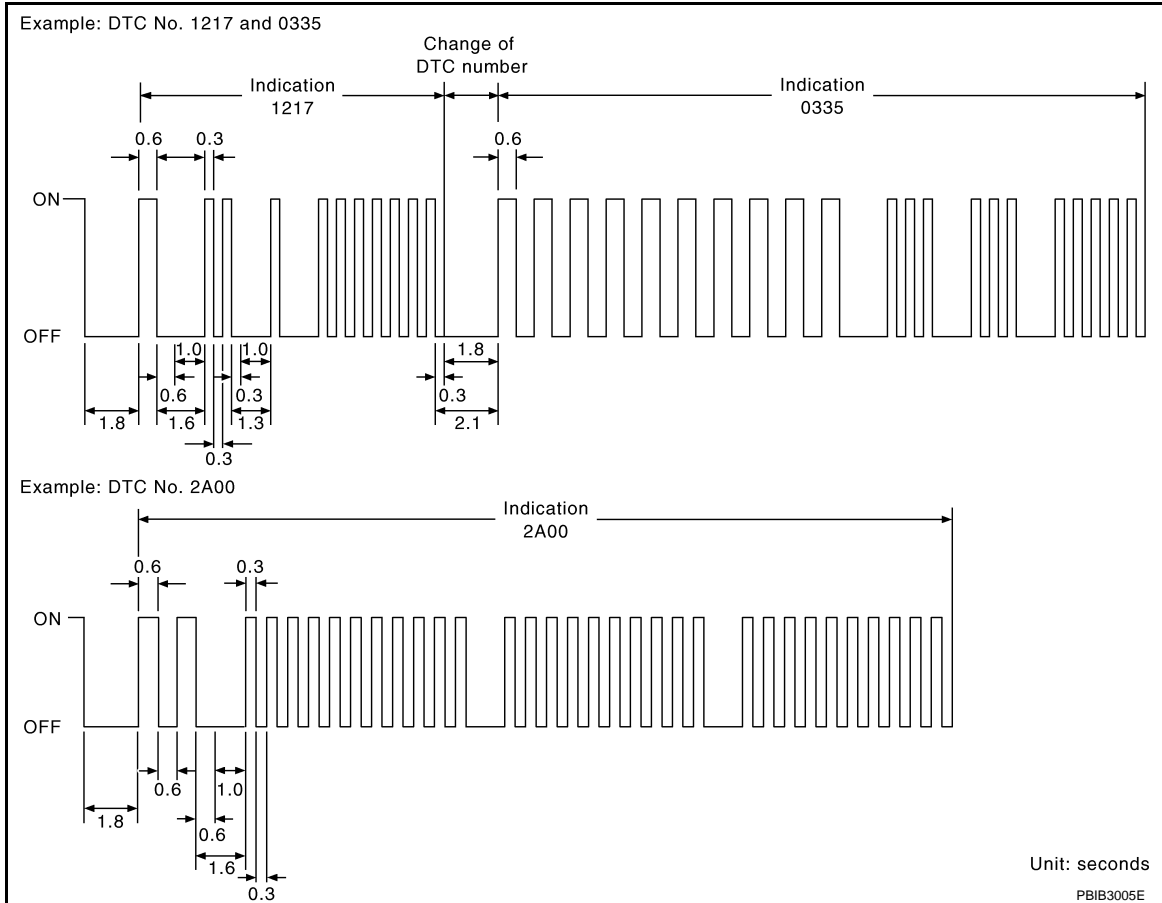 Example: DTC No. 1217 and 0335
Change of
DTC number
Indication
1217
Indication
0335
0.6
0.3
0.6
ON
OFF
1.0
1.0
1.8
0.6
0.3
0.3
1.8
1.6
1.3
2.1
0.3
Example: DTC No. 2A00
Indication
2A00
0.6
0.3
ON
OFF
0.6
1.0
1.8
0.6
1.6
0.3
Unit: seconds
PBIB3005E